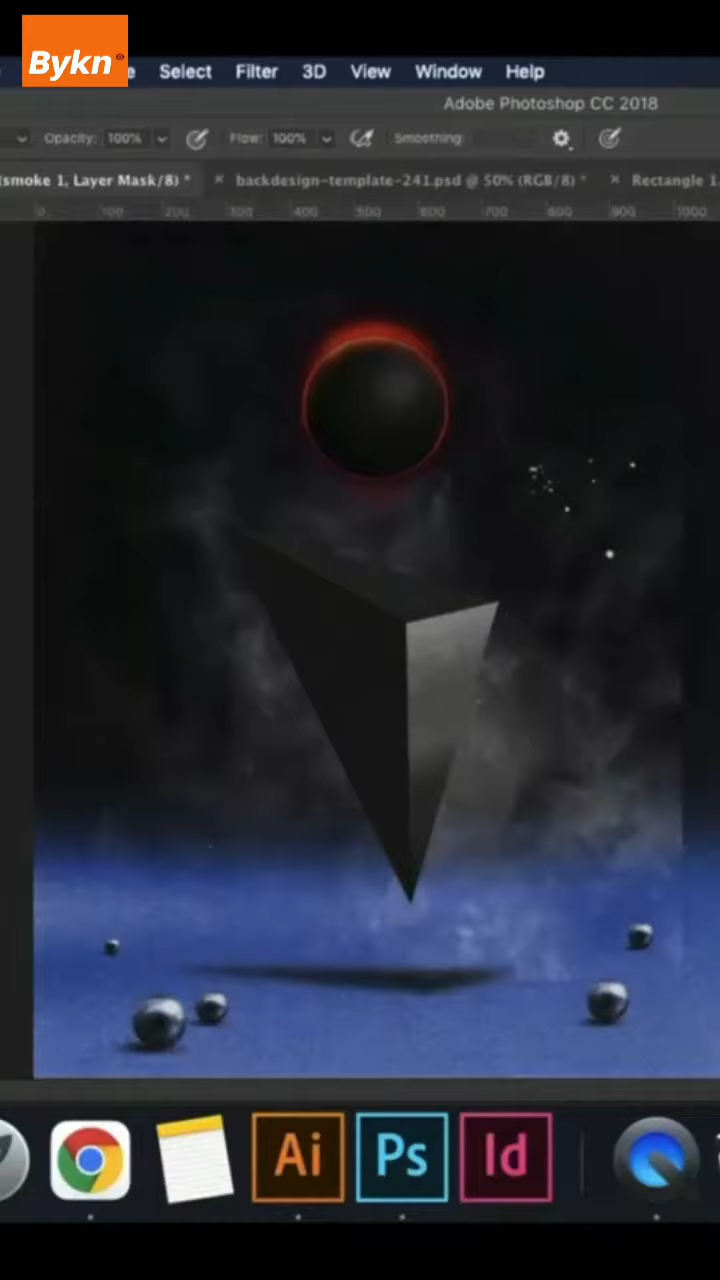 Bykn
Select Filter 3D View Window Help
Adobe Photoshop CC 2018
Opacity: 100% Flow: 100% Smoothing:
(smoke 1, Layer Mask/8) * × backdesign-template-241.psd @ 50% (RGB/8) * × Rectangle 1
0 100 200 300 400 500 600 700 800 900 1000
Ai Ps Id